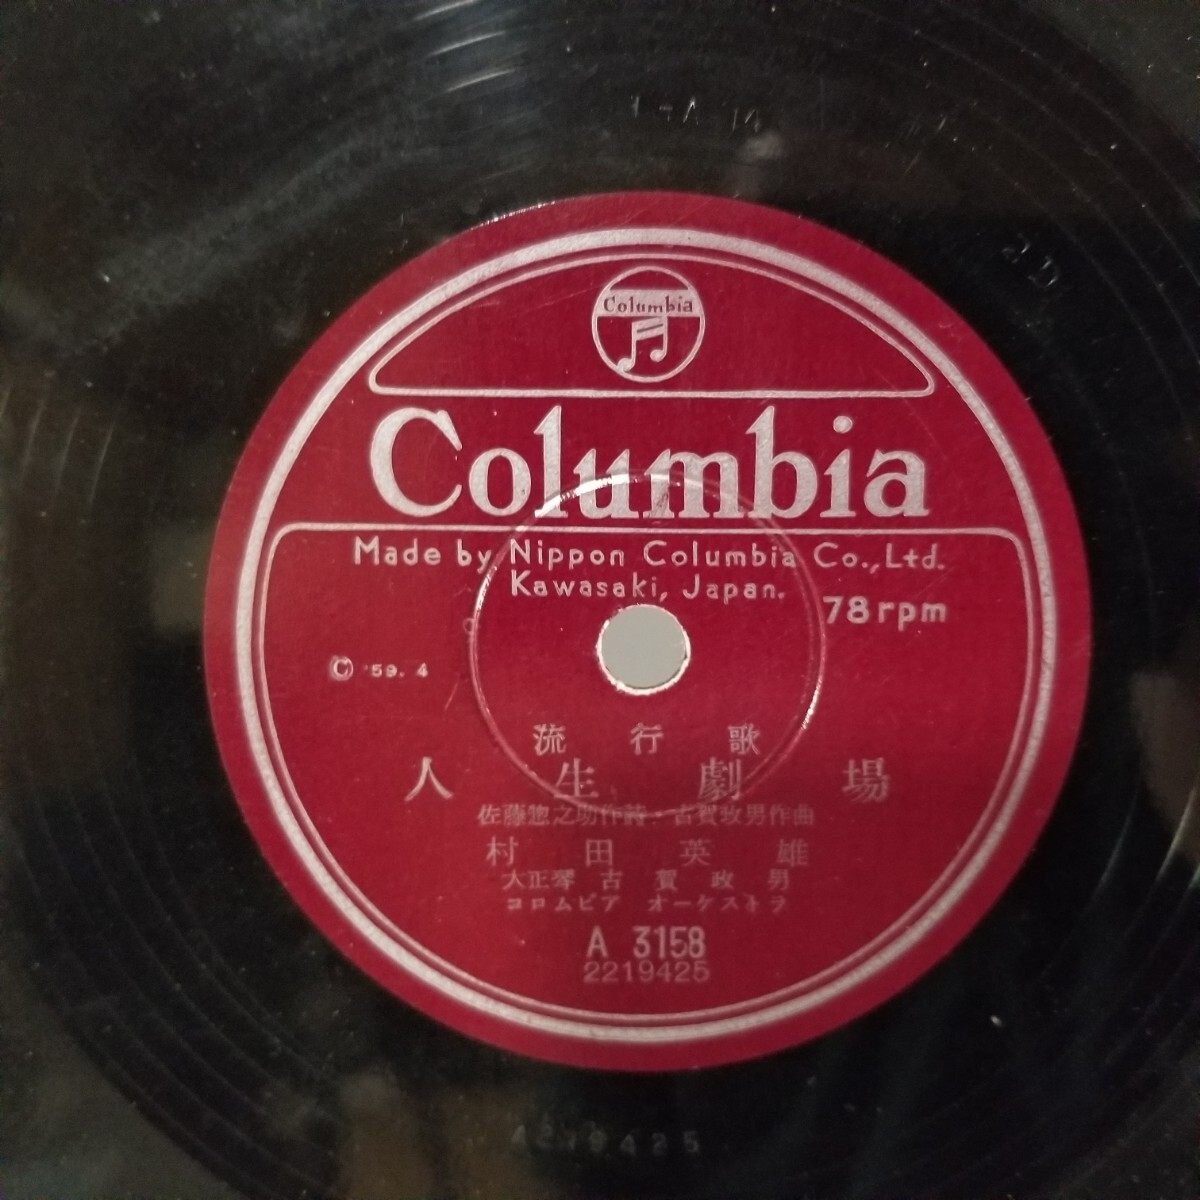 Columbia
Columbia
Made by Nippon Columbia Co.,Ltd.
Kawasaki, Japan.
78 rpm
Ⓒ '59. 4
流行歌
人生劇場
佐藤惣之助作詩・古賀政男作曲
村田英雄
大正琴 古賀政男
コロムビア オーケストラ
A 3158
2219425
2219425